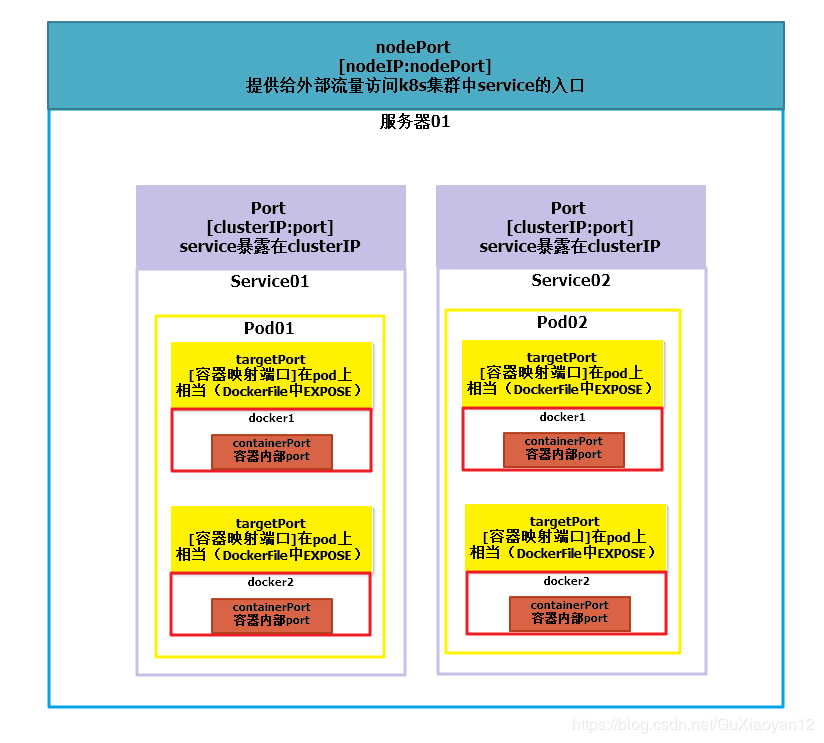 nodePort
[nodeIP:nodePort]
提供给外部流量访问k8s集群中service的入口
服务器01
Port
[clusterIP:port]
service暴露在clusterIP
Service01
Pod01
targetPort
[容器映射端口]在pod上
相当（DockerFile中EXPOSE）
docker1
containerPort
容器内部port
targetPort
[容器映射端口]在pod上
相当（DockerFile中EXPOSE）
docker2
containerPort
容器内部port
Port
[clusterIP:port]
service暴露在clusterIP
Service02
Pod02
targetPort
[容器映射端口]在pod上
相当（DockerFile中EXPOSE）
docker1
containerPort
容器内部port
targetPort
[容器映射端口]在pod上
相当（DockerFile中EXPOSE）
docker2
containerPort
容器内部port
https://blog.csdn.net/GuXiaoyan12